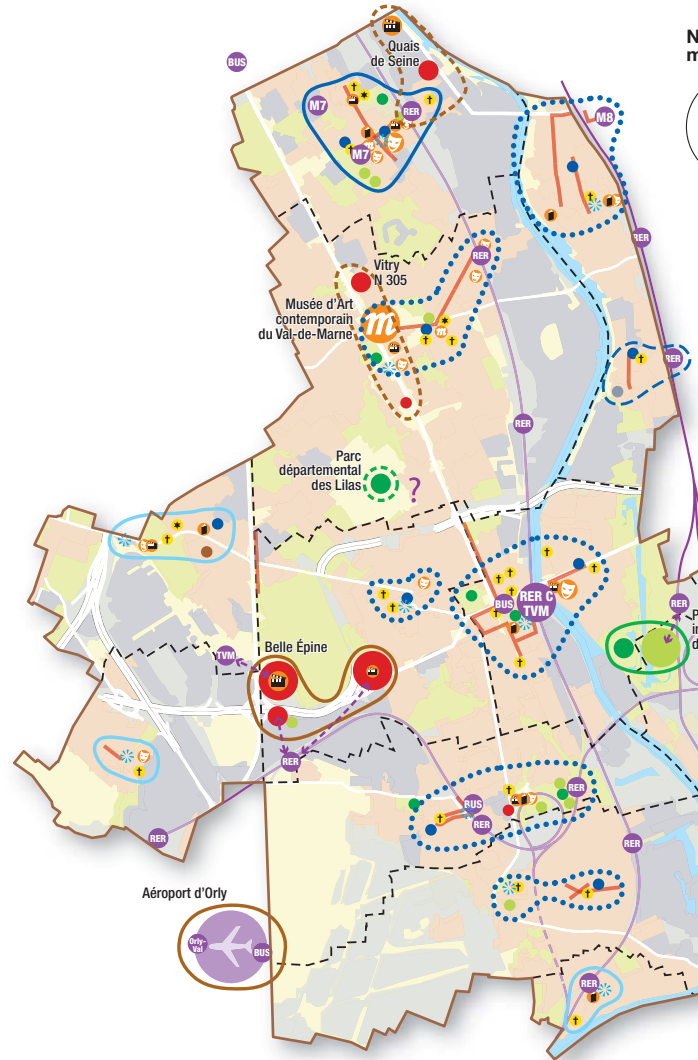 N
m
Quais
de Seine
BUS
M7
RER
M8
M7
RER
RER
Vitry
N 305
Musée d'Art
contemporain
du Val-de-Marne
m
m
RER
RER
Parc
départemental
des Lilas
?
RER C
TVM
BUS
RER
P
in
d
TVM
Belle Épine
RER
RER
BUS
RER
RER
RER
Aéroport d'Orly
Orly-
Val
BUS
RER